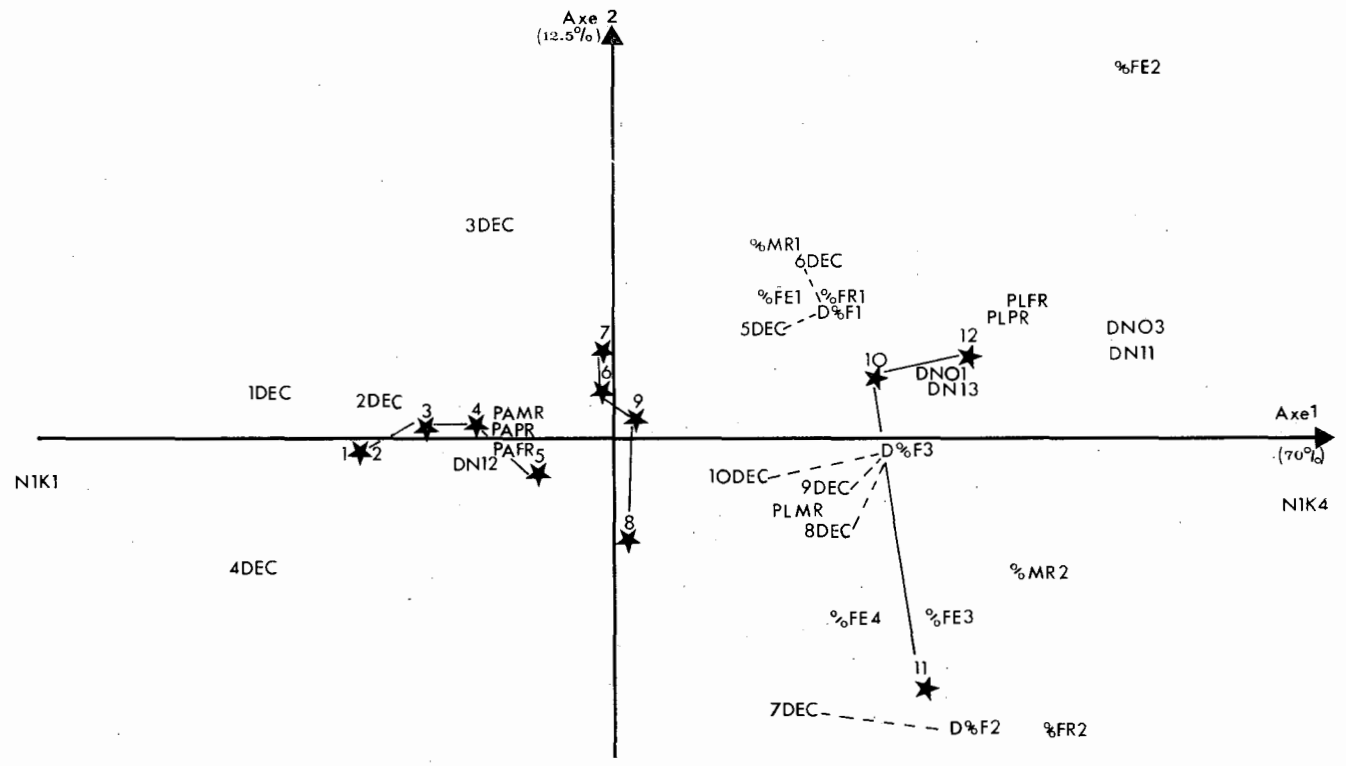 Axe 2
(12.5%)
%FE2
3DEC
%MR1
6DEC
%FE1 %FR1
PLFR
D%F1
PLPR
5DEC
DNO3
7
12
DN11
10
6
DNO1
DN13
1DEC
2DEC
9
3
4
PAMR
Axe1
PAPR
1 2
PAFR
5
D%F3
(70%)
DN12
10DEC
N1K1
9DEC
N1K4
PLMR
8
8DEC
4DEC
%MR2
%FE4
%FE3
11
7DEC
D%F2
%FR2